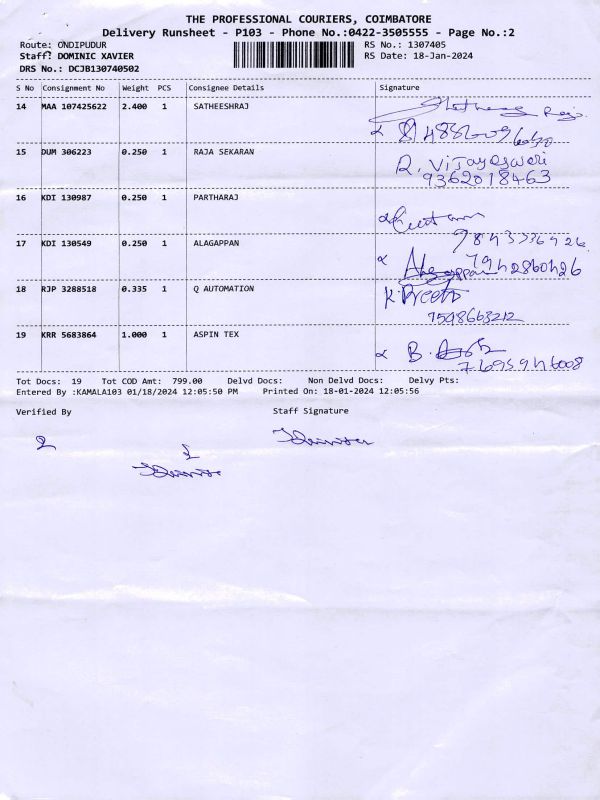 THE PROFESSIONAL COURIERS, COIMBATORE
Delivery Runsheet - P103 - Phone No.:0422-3505555 - Page No.:2
Route: ONDIPUDUR RS No.: 1307405
Staff: DOMINIC XAVIER RS Date: 18-Jan-2024
DRS No.: DCJB130740502
S No Consignment No Weight PCS Consignee Details Signature
14 MAA 107425622 2.400 1 SATHEESHRAJ
15 DUM 306223 0.250 1 RAJA SEKARAN R. Vijayeswari
9362018463
16 KDI 130987 0.250 1 PARTHARAJ
17 KDI 130549 0.250 1 ALAGAPPAN
18 RJP 3288518 0.335 1 Q AUTOMATION K. Preeth
7598663212
19 KRR 5683864 1.000 1 ASPIN TEX B.
Tot Docs: 19 Tot COD Amt: 799.00 Delvd Docs: Non Delvd Docs: Delvy Pts:
Entered By :KAMALA103 01/18/2024 12:05:50 PM Printed On: 18-01-2024 12:05:56
Verified By Staff Signature